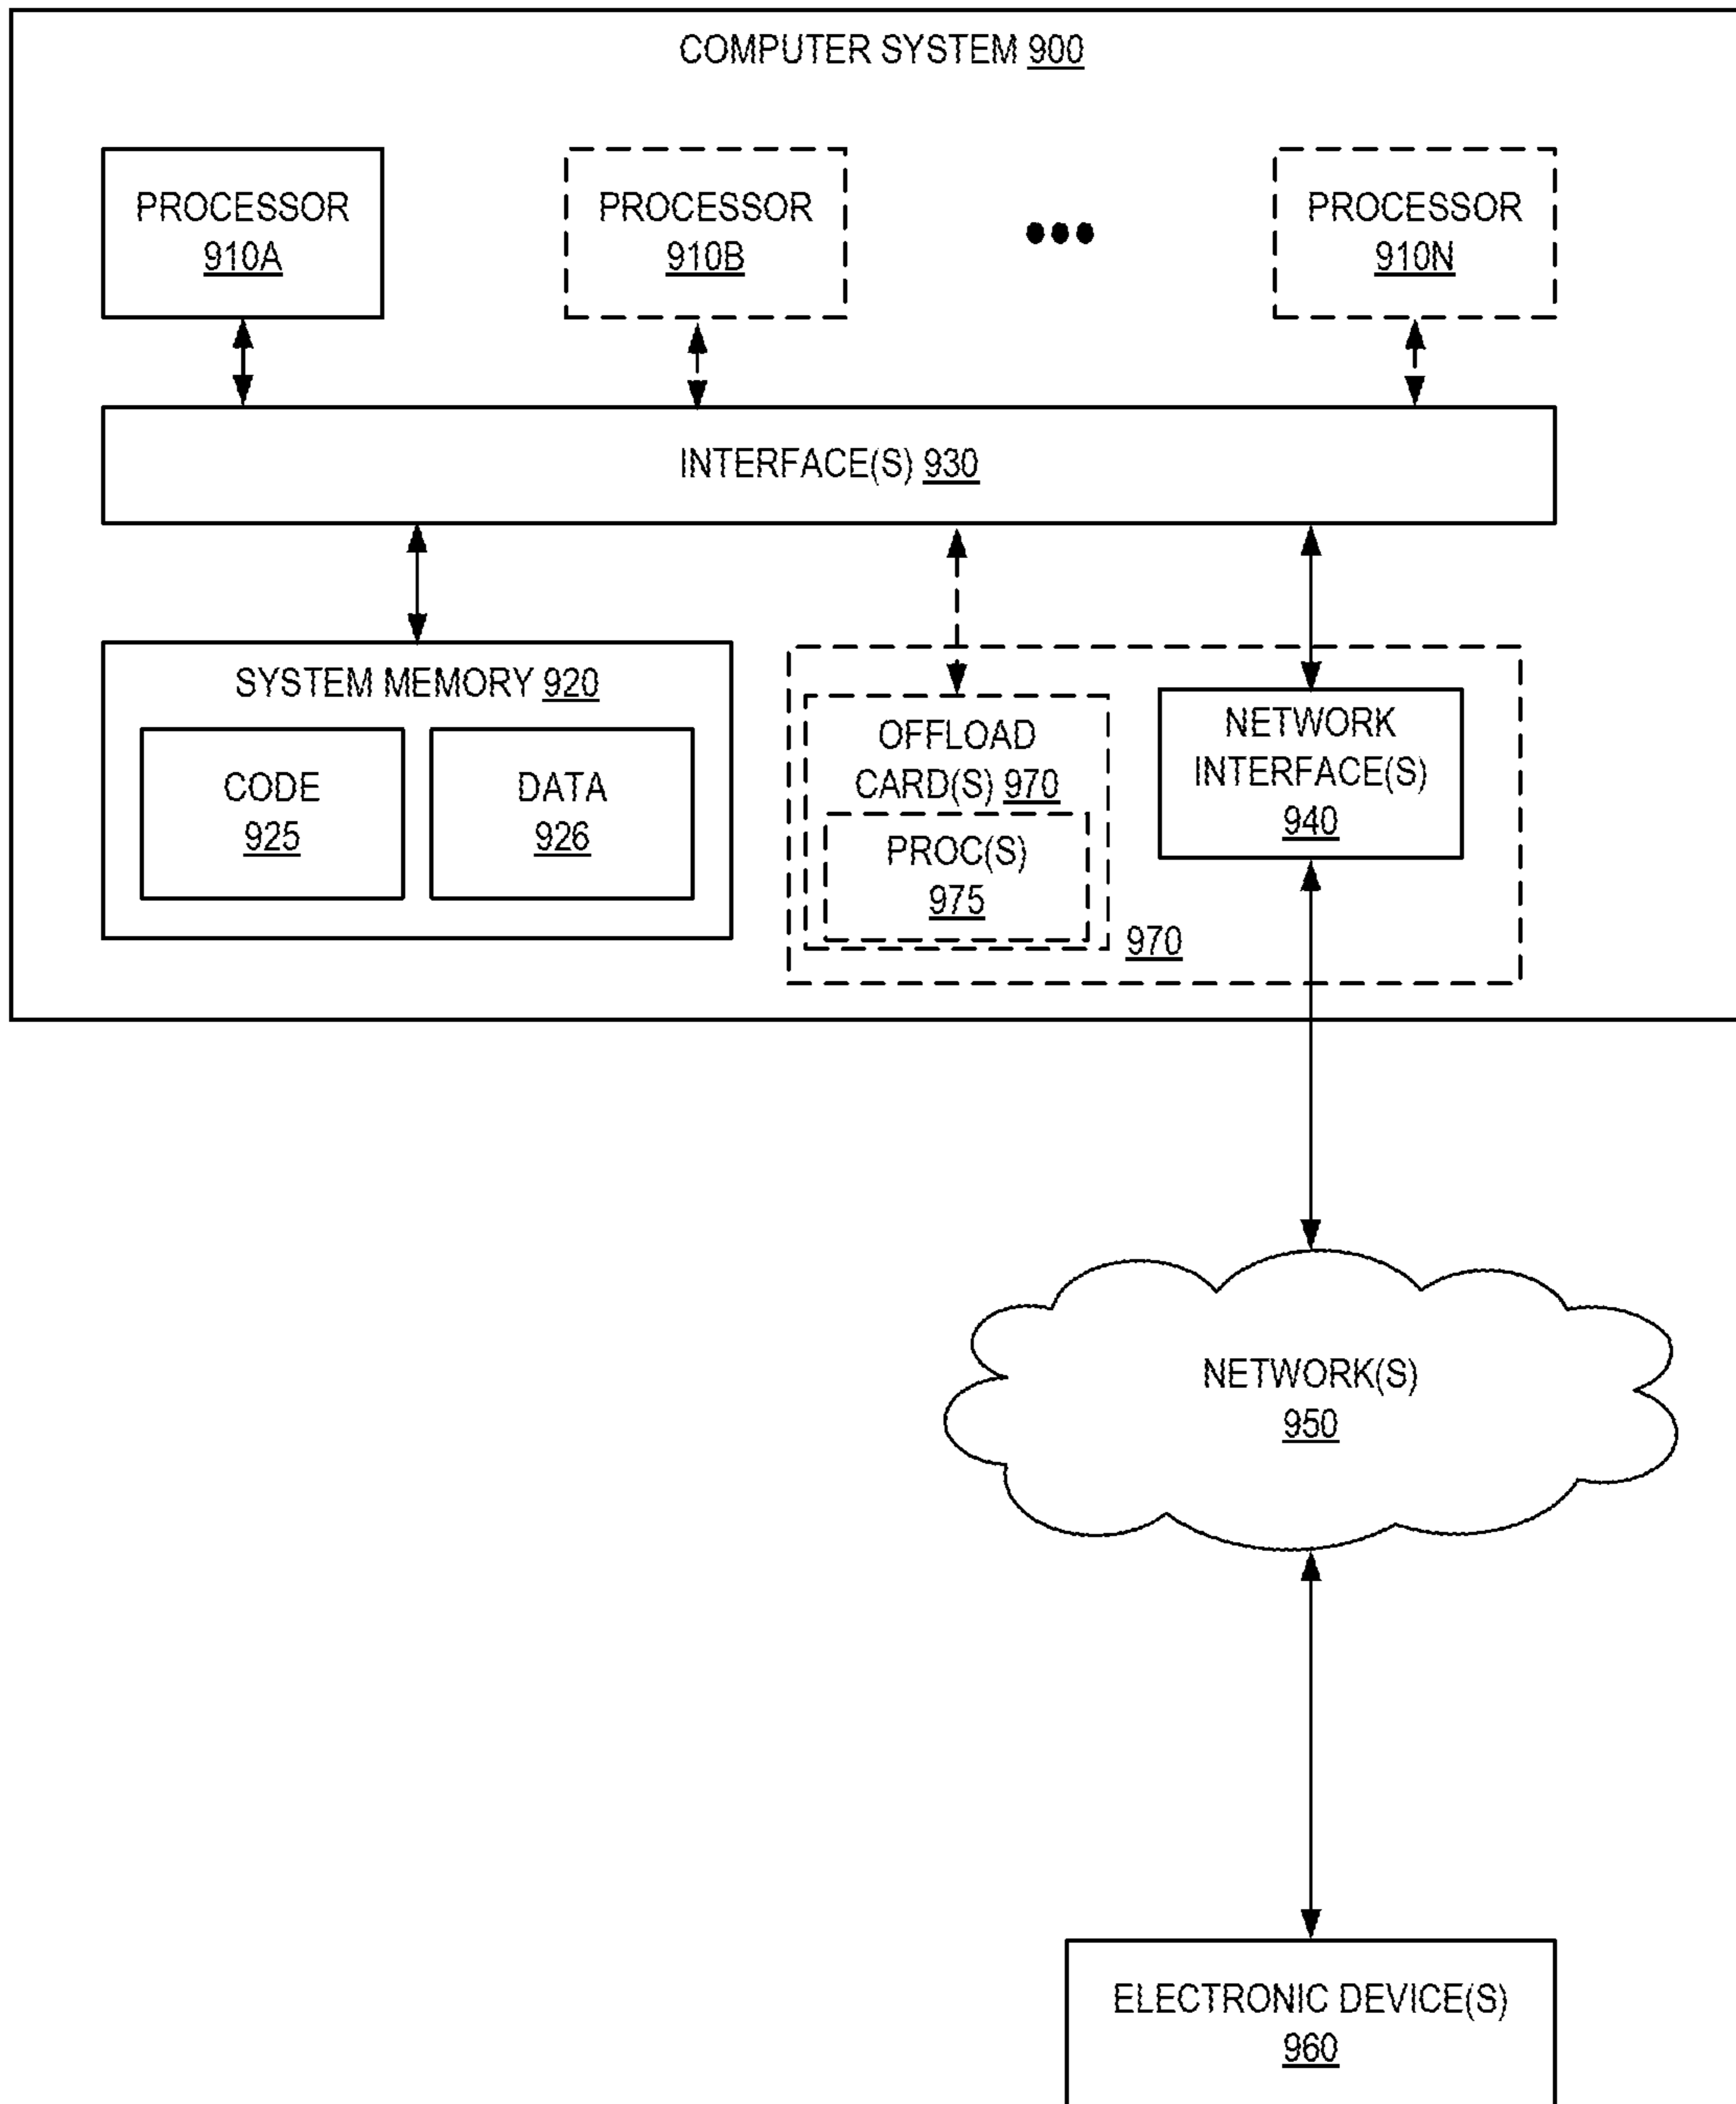 COMPUTER SYSTEM 900
PROCESSOR
910A
PROCESSOR
910B
PROCESSOR
910N
INTERFACE(S) 930
SYSTEM MEMORY 920
CODE
925
DATA
926
OFFLOAD
CARD(S) 970
PROC(S)
975
970
NETWORK
INTERFACE(S)
940
NETWORK(S)
950
ELECTRONIC DEVICE(S)
960